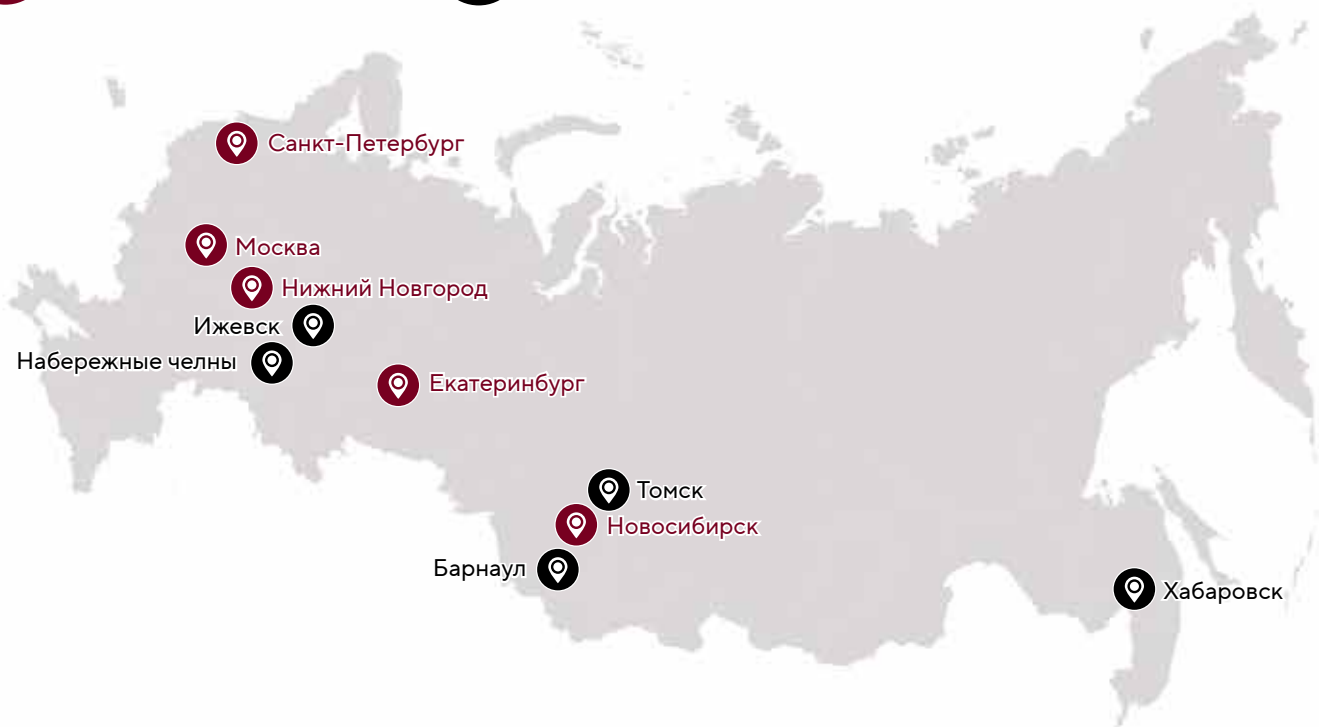 Санкт-Петербург
Москва
Нижний Новгород
Ижевск
Набережные челны
Екатеринбург
Томск
Новосибирск
Барнаул
Хабаровск